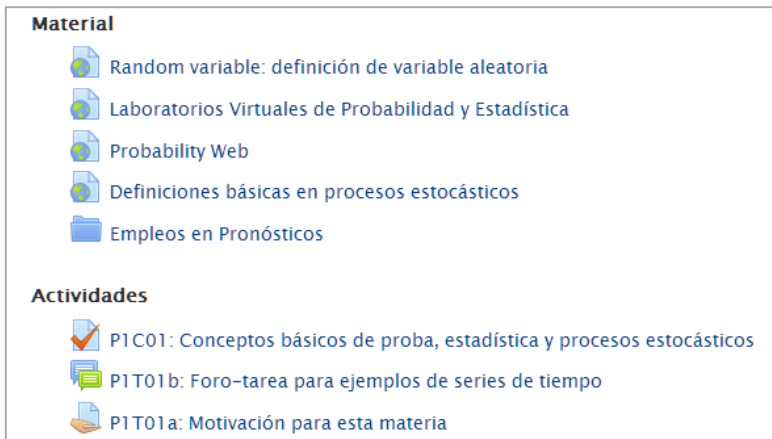 Material
Random variable: definición de variable aleatoria
Laboratorios Virtuales de Probabilidad y Estadística
Probability Web
Definiciones básicas en procesos estocásticos
Empleos en Pronósticos
Actividades
P1C01: Conceptos básicos de proba, estadística y procesos estocásticos
P1T01b: Foro-tarea para ejemplos de series de tiempo
P1T01a: Motivación para esta materia